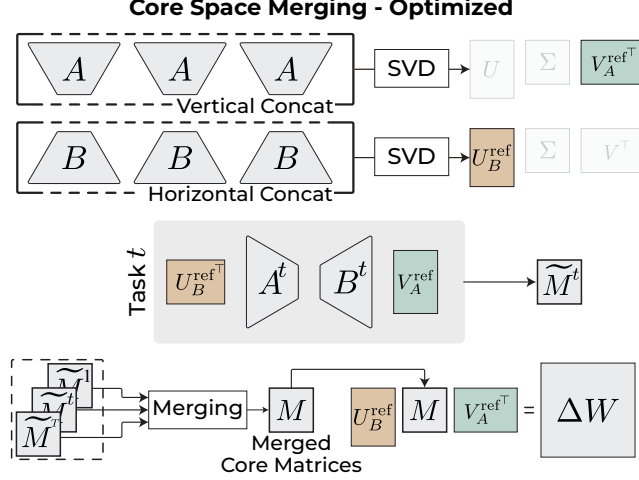 Core Space Merging - Optimized
A A A SVD U Σ V_A^{ref⊤}
Vertical Concat
B B B SVD U_B^{ref} Σ V^⊤
Horizontal Concat
Task t
U_B^{ref⊤} A^t B^t V_A^{ref} M̃^t
M̃^1
M̃^t
M̃^T
Merging M U_B^{ref} M V_A^{ref⊤} = ΔW
Merged
Core Matrices